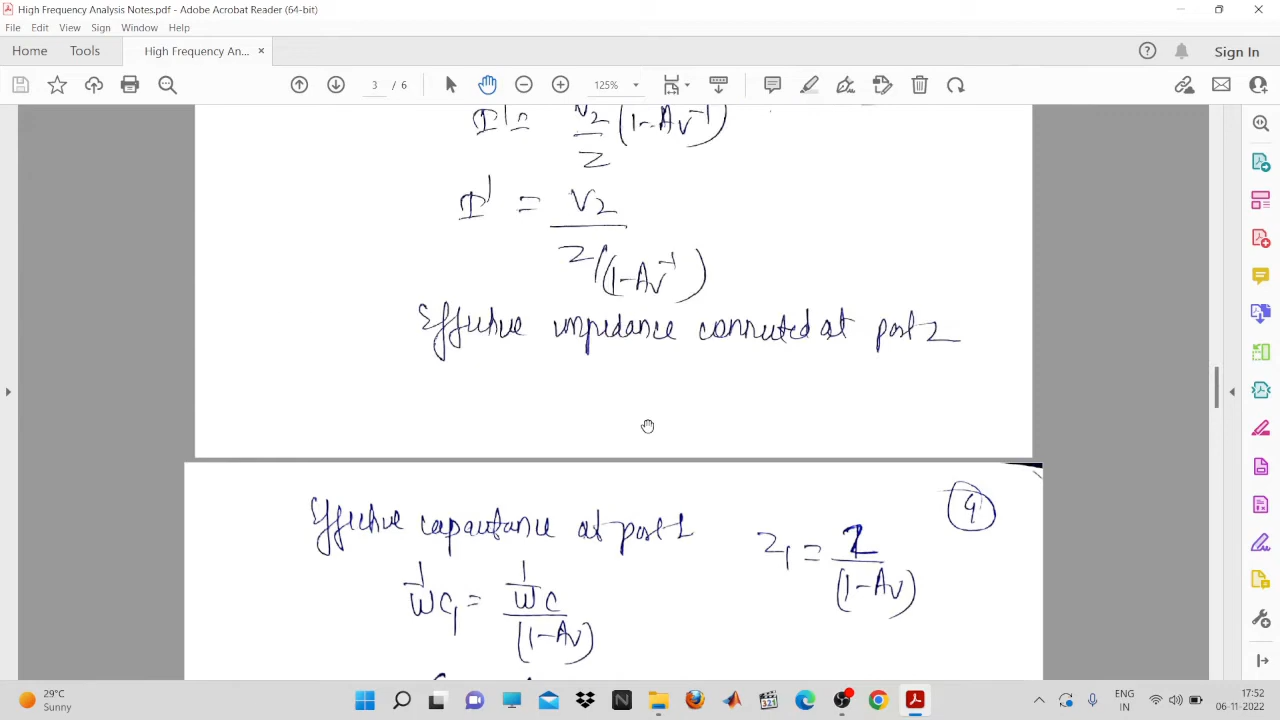 High Frequency Analysis Notes.pdf - Adobe Acrobat Reader (64-bit)
File Edit View Sign Window Help
Home Tools High Frequency An... × Sign In
3 / 6 125%
I' = V2/Z (1-Av⁻¹)
I' = V2
Z/(1-Av⁻¹)
Effective impedance connected at port 2
4
Effective capacitance at port 1
Z1 = Z/(1-Av)
1/WC1 = 1/WC/(1-Av)
29°C
Sunny
ENG
IN
17:52
06-11-2022